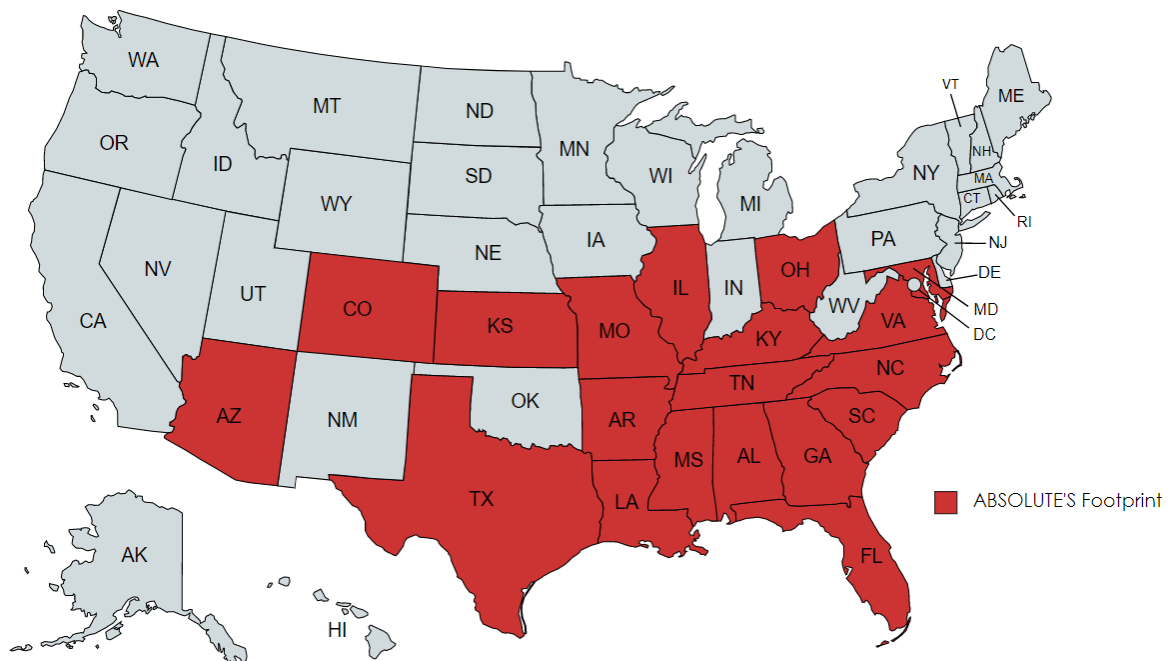 WA
MT
ND
MN
VT
ME
OR
ID
SD
WI
NH
NY
MA
WY
MI
CT
RI
IA
PA
NE
NJ
NV
UT
OH
DE
IL
IN
CO
WV
MD
CA
KS
MO
VA
DC
KY
NC
TN
AZ
NM
OK
AR
SC
MS
AL
GA
TX
LA
ABSOLUTE'S Footprint
AK
FL
HI